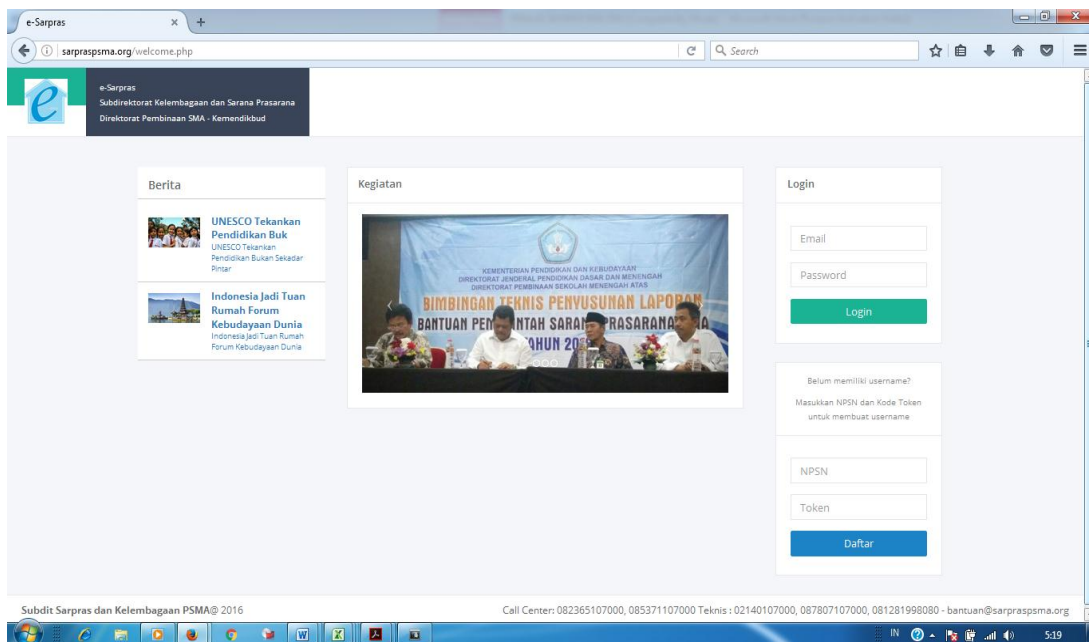 e-Sarpras
sarpraspsma.org/welcome.php
Search
e-Sarpras
Subdirektorat Kelembagaan dan Sarana Prasarana
Direktorat Pembinaan SMA - Kemendikbud
Berita
UNESCO Tekankan
Pendidikan Buk
UNESCO Tekankan
Pendidikan Bukan Sekadar
Pintar
Indonesia Jadi Tuan
Rumah Forum
Kebudayaan Dunia
Indonesia Jadi Tuan Rumah
Forum Kebudayaan Dunia
Kegiatan
KEMENTERIAN PENDIDIKAN DAN KEBUDAYAAN
DIREKTORAT JENDERAL PENDIDIKAN DASAR DAN MENENGAH
DIREKTORAT PEMBINAAN SEKOLAH MENENGAH ATAS
BIMBINGAN TEKNIS PENYUSUNAN LAPORAN
BANTUAN
Login
Email
Password
Login
Belum memiliki username?
Masukkan NPSN dan Kode Token
untuk membuat username
NPSN
Token
Daftar
Subdit Sarpras dan Kelembagaan PSMA@ 2016
Call Center: 082365107000, 085371107000 Teknis : 02140107000, 087807107000, 081281998080 - bantuan@sarpraspsma.org
IN
5:19